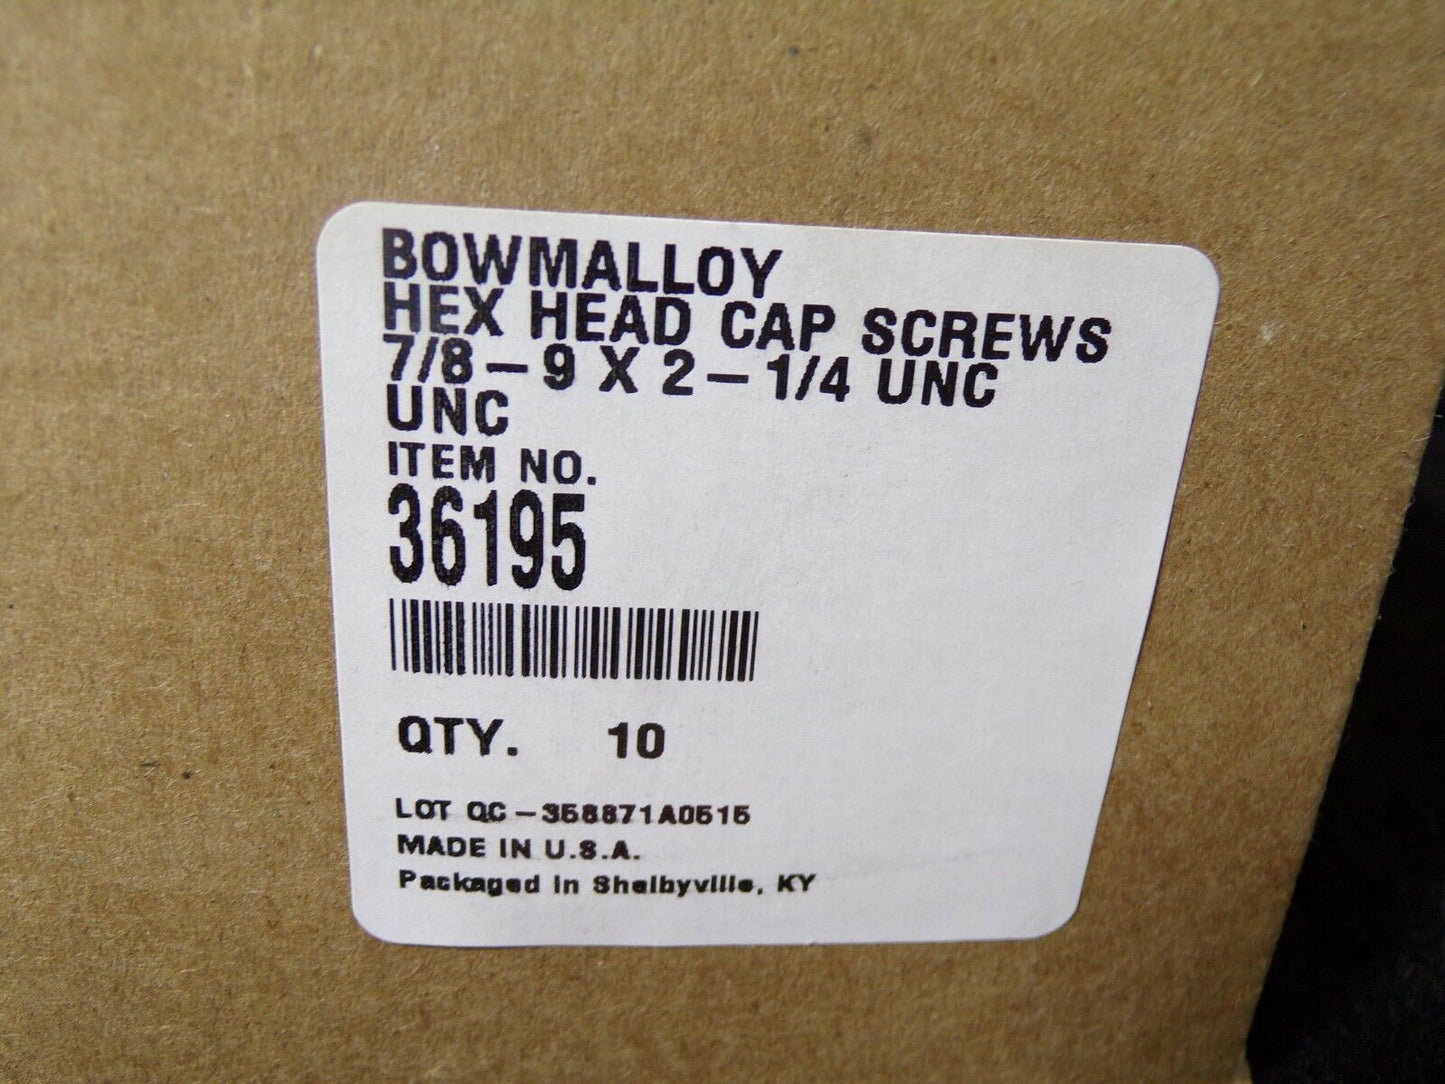 BOWMALLOY
HEX HEAD CAP SCREWS
7/8-9 X 2-1/4 UNC
UNC
ITEM NO.
36195
QTY. 10
LOT QC-358871A0515
MADE IN U.S.A.
Packaged in Shelbyville, KY